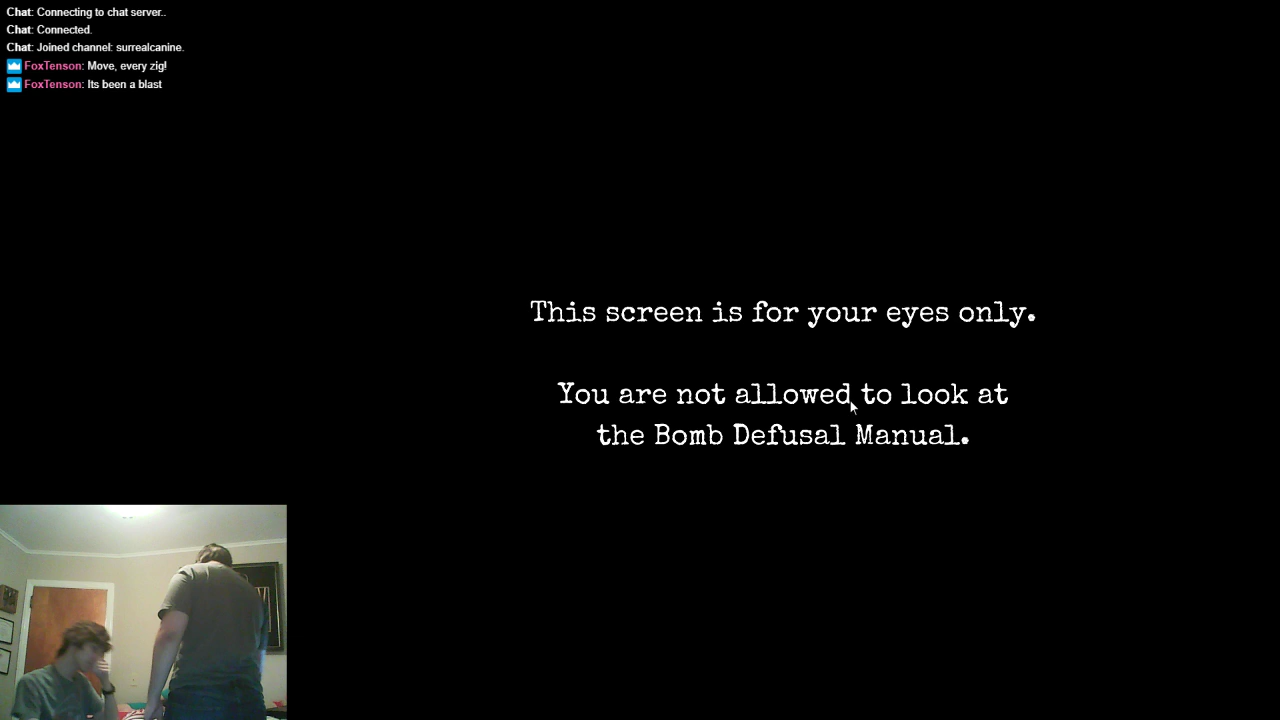 Chat: Connecting to chat server..
Chat: Connected.
Chat: Joined channel: surrealcanine.
FoxTenson: Move, every zig!
FoxTenson: Its been a blast
This screen is for your eyes only.
You are not allowed to look at
the Bomb Defusal Manual.